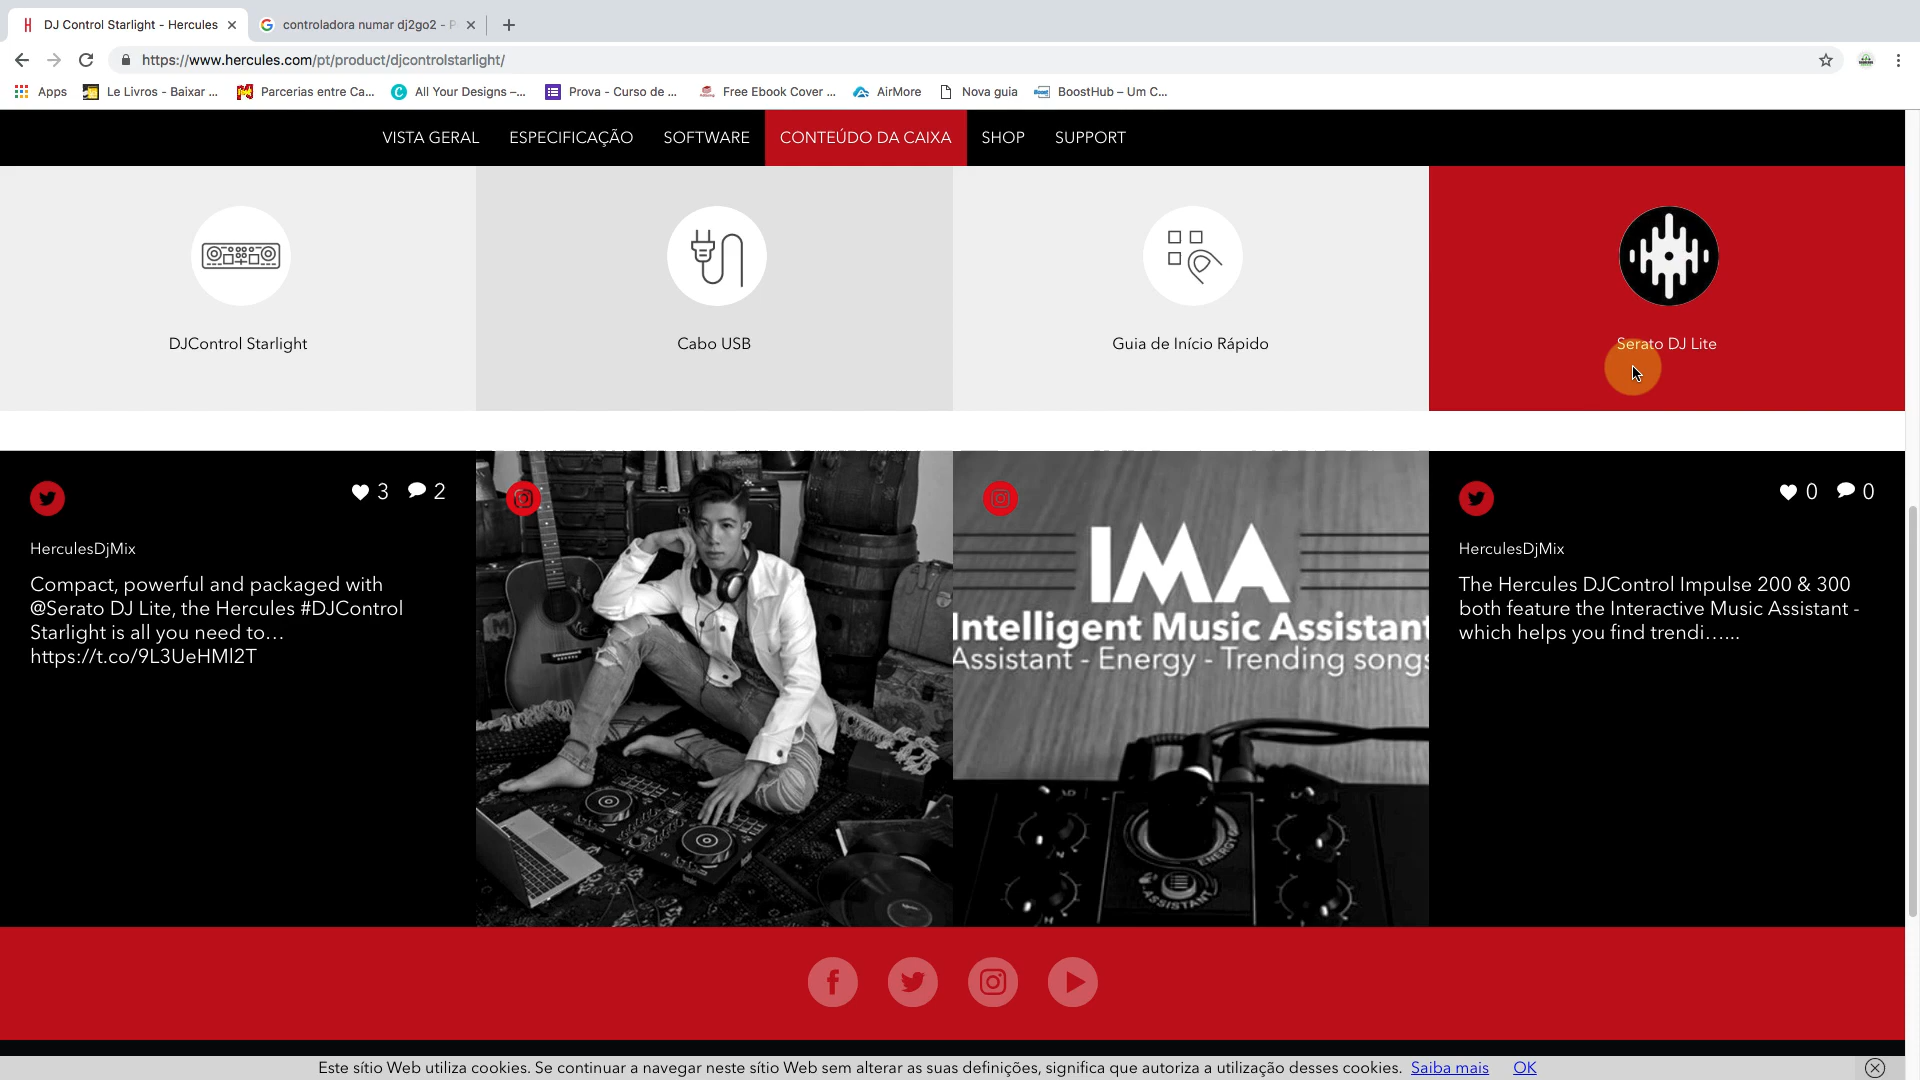 DJ Control Starlight - Hercules
controladora numar dj2go2 - P
https://www.hercules.com/pt/product/djcontrolstarlight/
Apps
Le Livros - Baixar ...
Parcerias entre Ca...
All Your Designs –...
Prova - Curso de ...
Free Ebook Cover ...
AirMore
Nova guia
BoostHub – Um C...
VISTA GERAL
ESPECIFICAÇÃO
SOFTWARE
CONTEÚDO DA CAIXA
SHOP
SUPPORT
DJControl Starlight
Cabo USB
Guia de Início Rápido
Serato DJ Lite
3 2
HerculesDjMix
Compact, powerful and packaged with
@Serato DJ Lite, the Hercules #DJControl
Starlight is all you need to…
https://t.co/9L3UeHMl2T
IMA
Intelligent Music Assistant
Assistant - Energy - Trending songs
ENERGY
ASSISTANT
0 0
HerculesDjMix
The Hercules DJControl Impulse 200 & 300
both feature the Interactive Music Assistant -
which helps you find trendi…...
Este sítio Web utiliza cookies. Se continuar a navegar neste sítio Web sem alterar as suas definições, significa que autoriza a utilização desses cookies. Saiba mais OK